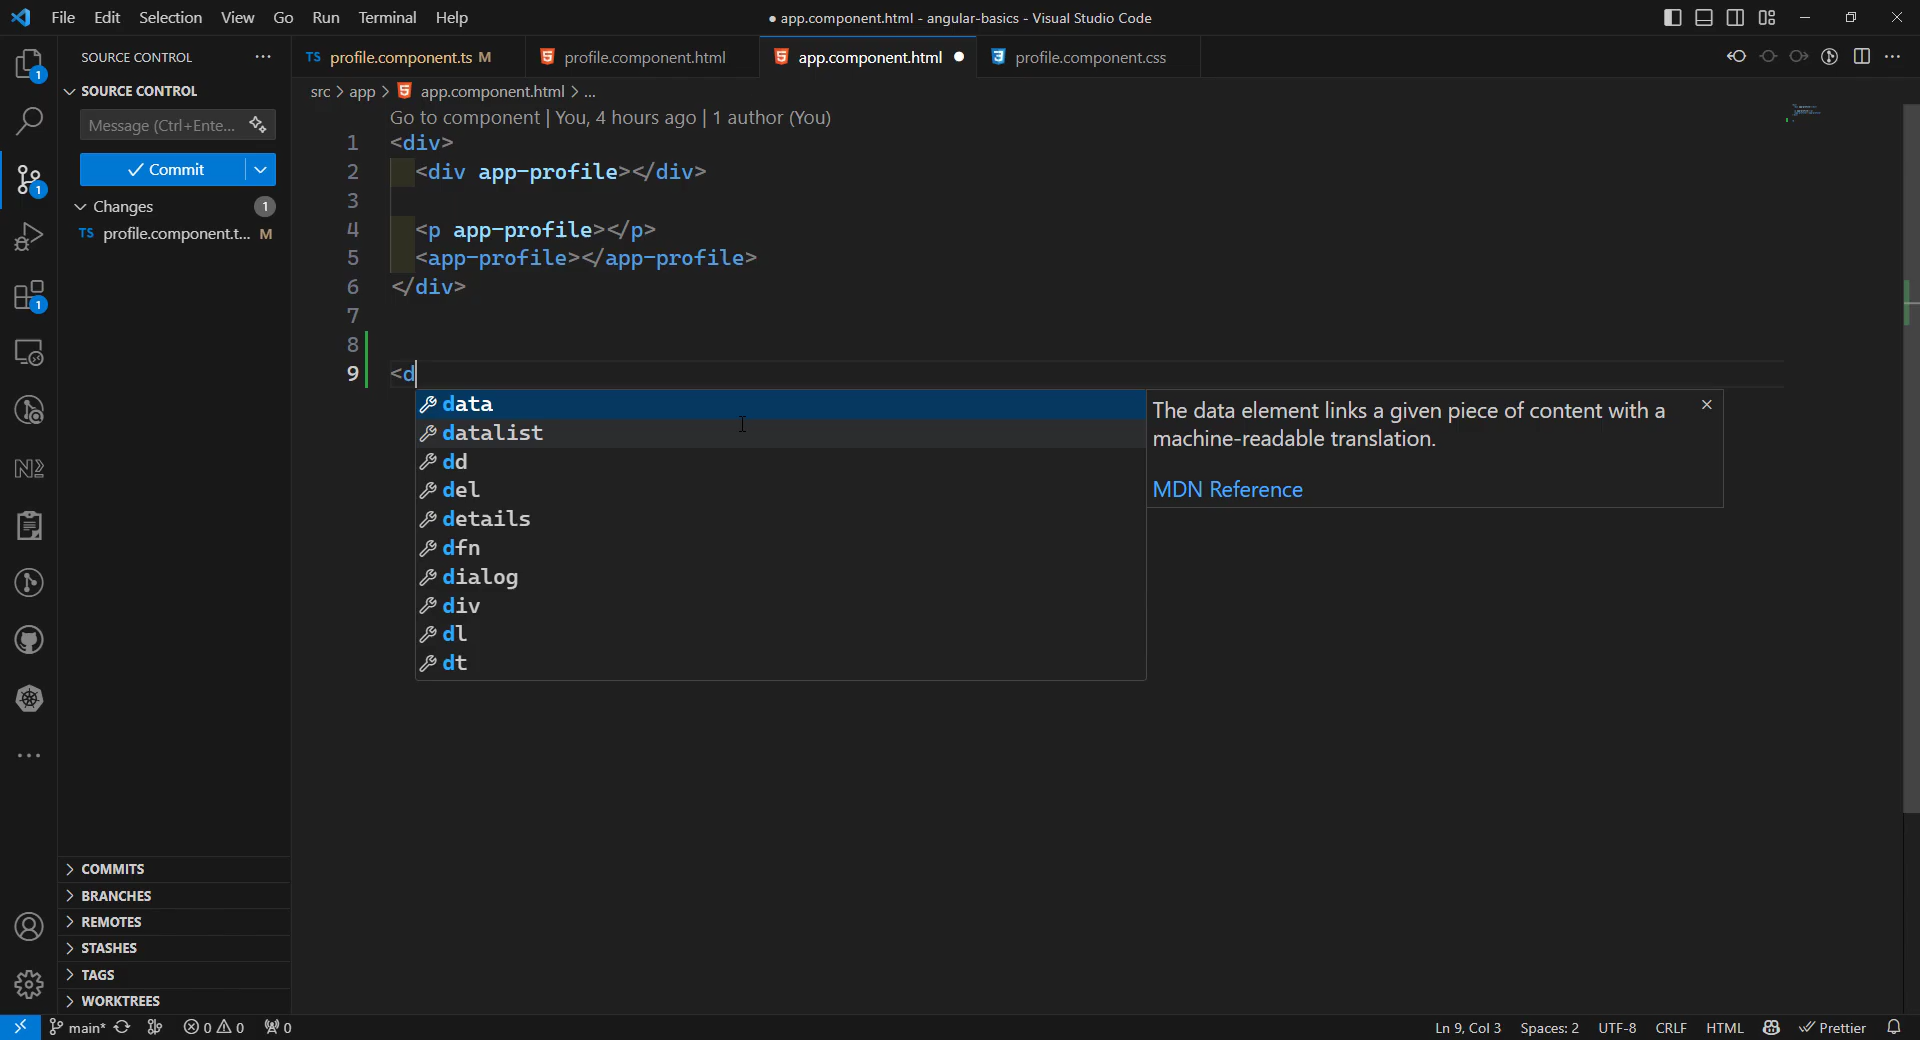 File Edit Selection View Go Run Terminal Help
● app.component.html - angular-basics - Visual Studio Code
SOURCE CONTROL ...
TS profile.component.ts M
profile.component.html
app.component.html ●
profile.component.css
SOURCE CONTROL
src > app > app.component.html > ...
Message (Ctrl+Ente...
Commit
Changes 1
TS profile.component.t... M
Go to component | You, 4 hours ago | 1 author (You)
1 <div>
2 <div app-profile></div>
3
4 <p app-profile></p>
5 <app-profile></app-profile>
6 </div>
7
8
9 <d
data
datalist
dd
del
details
dfn
dialog
div
dl
dt
The data element links a given piece of content with a
machine-readable translation.
MDN Reference
1
1
1
COMMITS
BRANCHES
REMOTES
STASHES
TAGS
WORKTREES
main* 0 0 0
Ln 9, Col 3 Spaces: 2 UTF-8 CRLF HTML Prettier